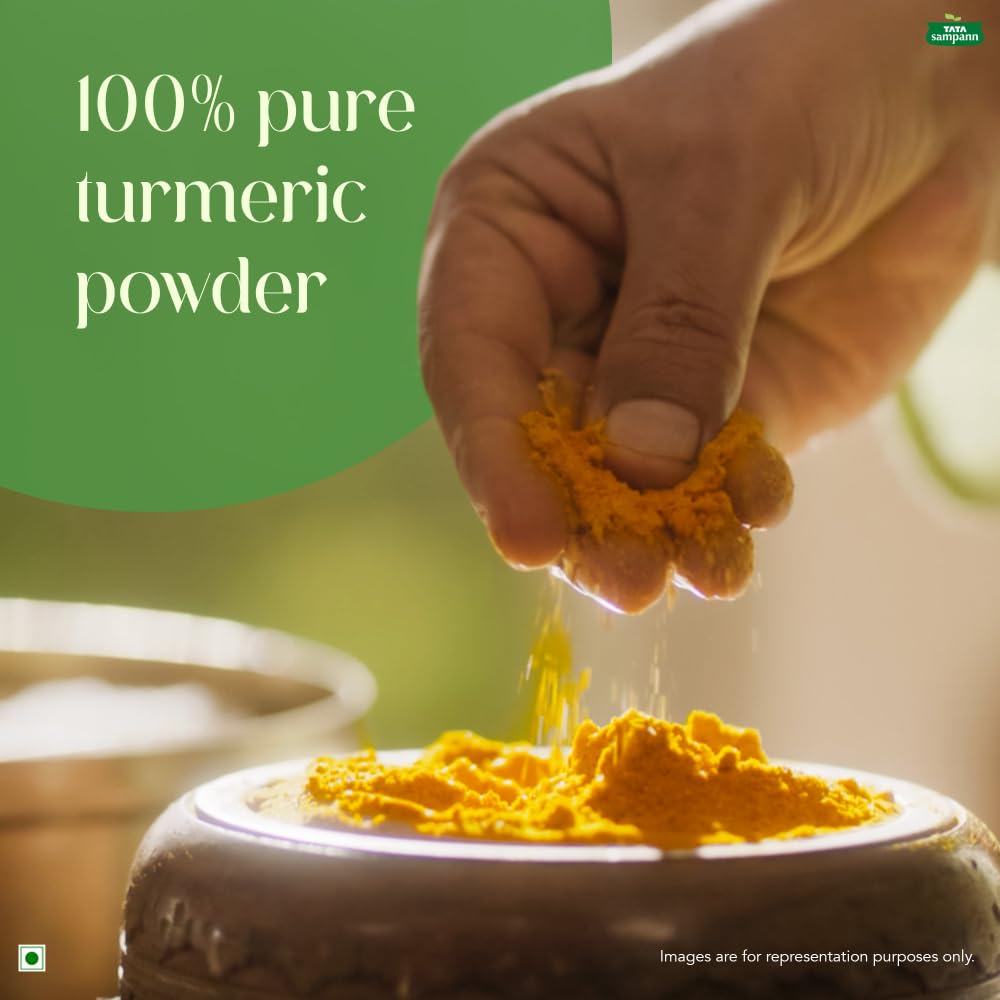 TATA
sampann
100% pure
turmeric
powder
Images are for representation purposes only.